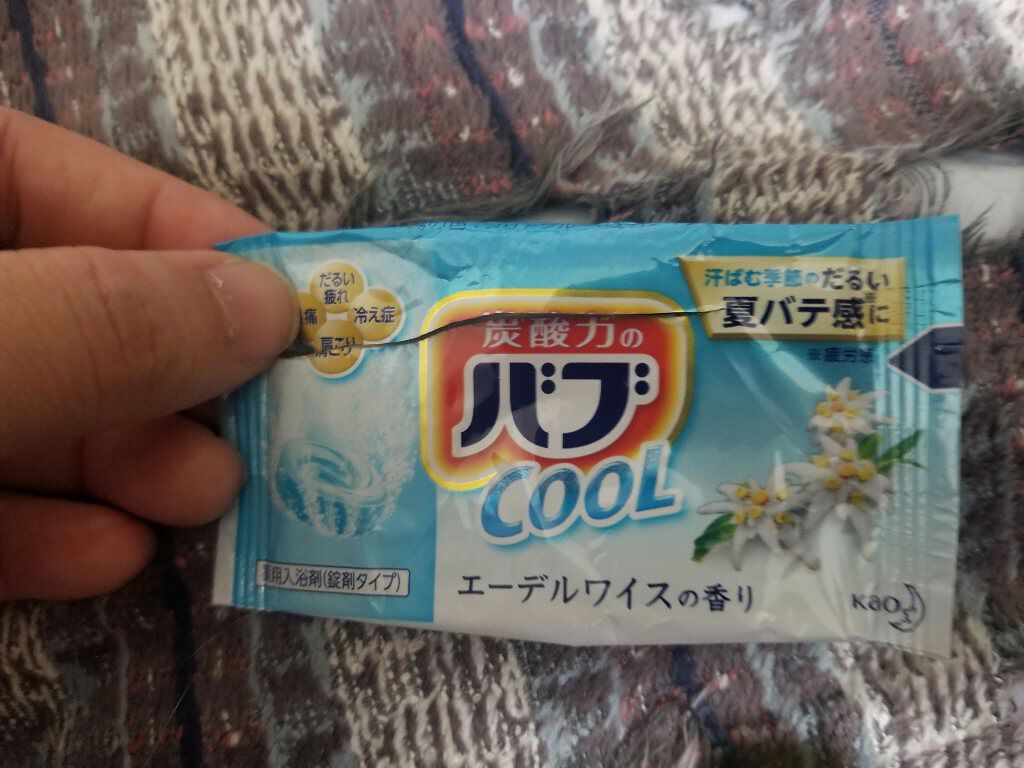 だるい
疲れ
痛
冷え症
肩こり
炭酸力の
バブ
COOL
汗ばむ季節のだるい
夏バテ感※に
※疲労感
薬用入浴剤(錠剤タイプ)
エーデルワイスの香り
Kao